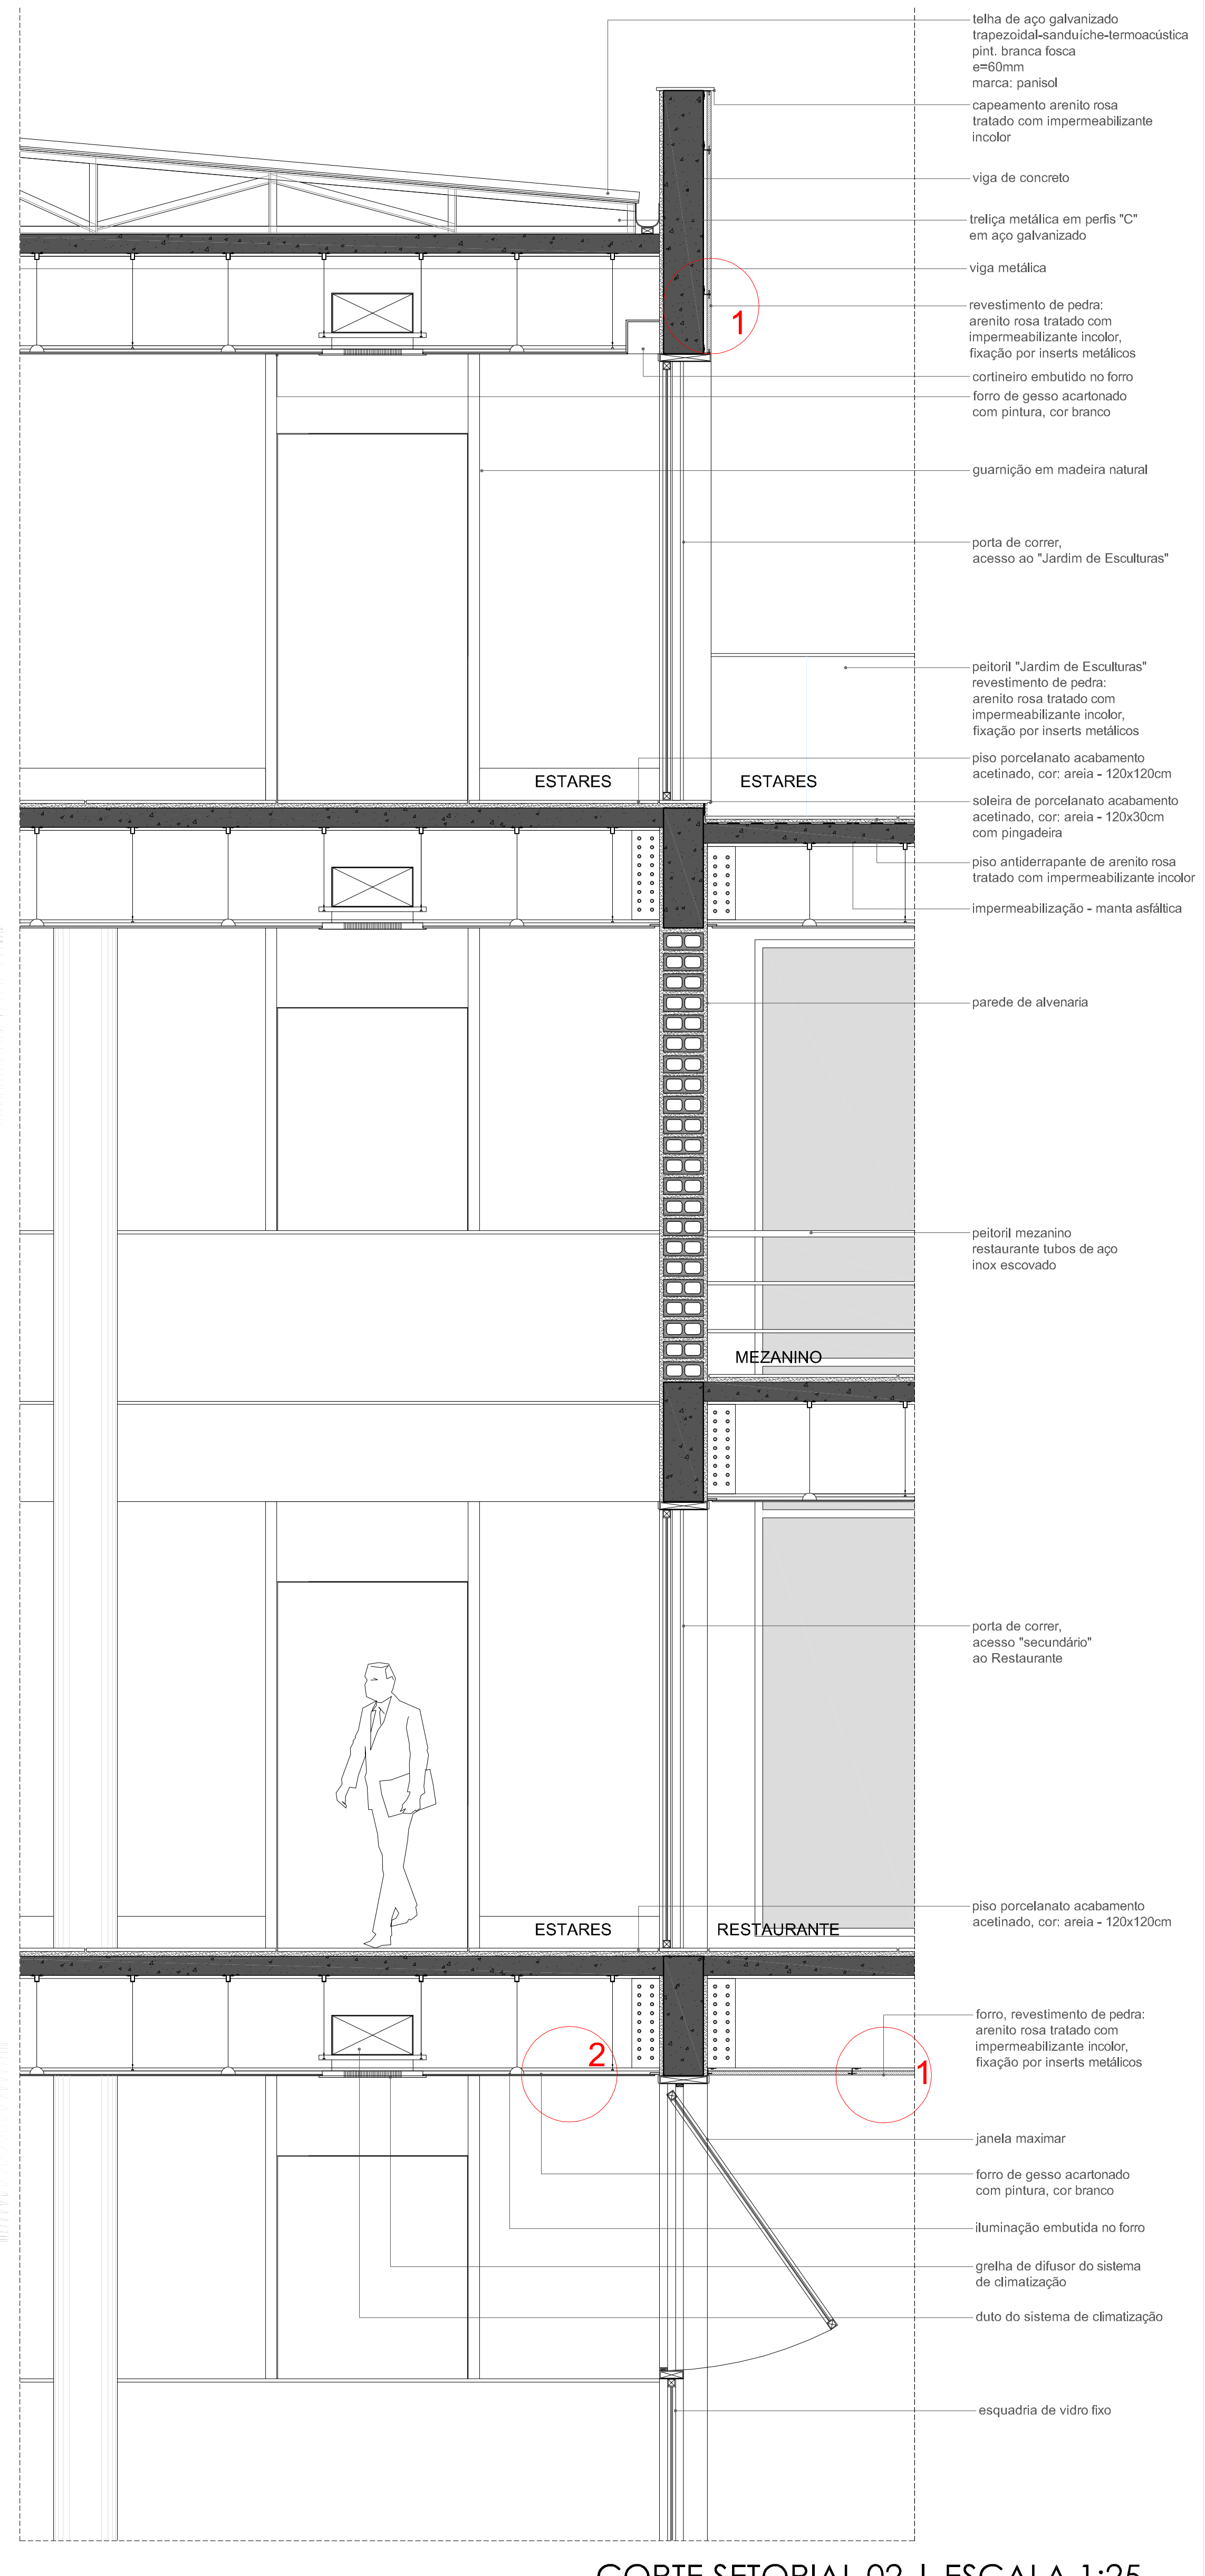 telha de aço galvanizado
trapezoidal-sanduíche-termoacústica
pint. branca fosca
e=60mm
marca: panisol
capeamento arenito rosa
tratado com impermeabilizante
incolor
viga de concreto
treliça metálica em perfis "C"
em aço galvanizado
viga metálica
revestimento de pedra:
arenito rosa tratado com
impermeabilizante incolor,
fixação por inserts metálicos
1
cortineiro embutido no forro
forro de gesso acartonado
com pintura, cor branco
guarnição em madeira natural
porta de correr,
acesso ao "Jardim de Esculturas"
peitoril "Jardim de Esculturas"
revestimento de pedra:
arenito rosa tratado com
impermeabilizante incolor,
fixação por inserts metálicos
piso porcelanato acabamento
acetinado, cor: areia - 120x120cm
ESTARES
ESTARES
soleira de porcelanato acabamento
acetinado, cor: areia - 120x30cm
com pingadeira
piso antiderrapante de arenito rosa
tratado com impermeabilizante incolor
impermeabilização - manta asfáltica
parede de alvenaria
peitoril mezanino
restaurante tubos de aço
inox escovado
MEZANINO
porta de correr,
acesso "secundário"
ao Restaurante
piso porcelanato acabamento
acetinado, cor: areia - 120x120cm
ESTARES
RESTAURANTE
forro, revestimento de pedra:
arenito rosa tratado com
impermeabilizante incolor,
fixação por inserts metálicos
2
1
janela maximar
forro de gesso acartonado
com pintura, cor branco
iluminação embutida no forro
grelha de difusor do sistema
de climatização
duto do sistema de climatização
esquadria de vidro fixo
CORTE SETORIAL 02 | ESCALA 1:25